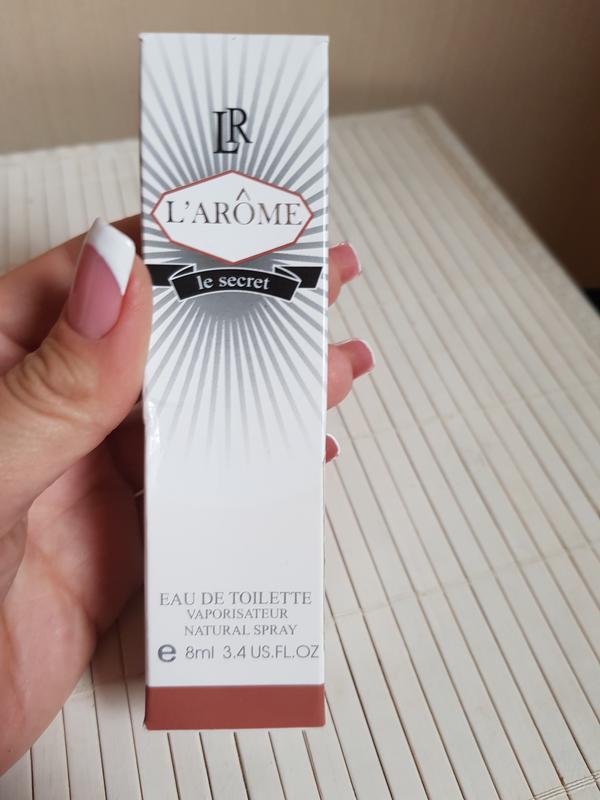 LR
L'ARÔME
le secret
EAU DE TOILETTE
VAPORISATEUR
NATURAL SPRAY
℮ 8ml 3.4 US.FL.OZ